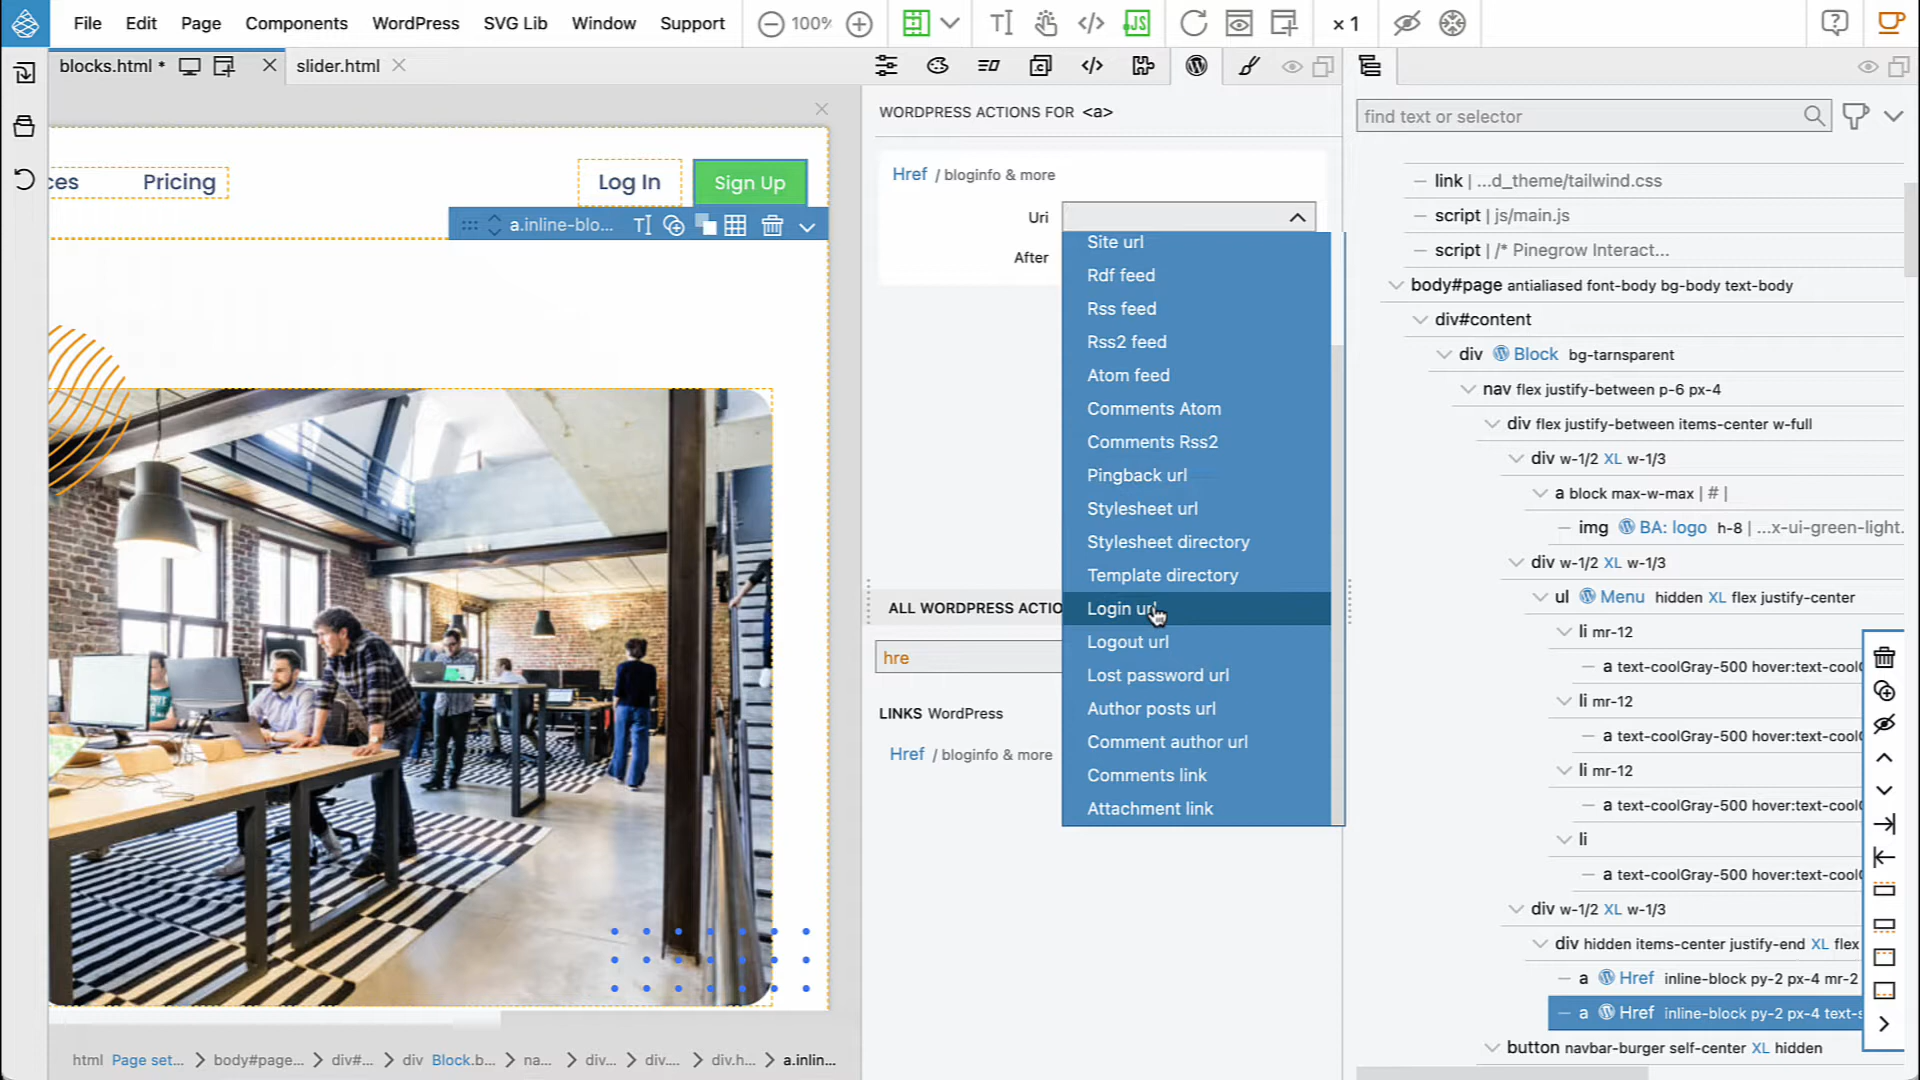 File Edit Page Components WordPress SVG Lib Window Support 100% JS × 1
blocks.html * slider.html
WORDPRESS ACTIONS FOR <a>
find text or selector
Href / bloginfo & more
Uri
After
Site url
Rdf feed
Rss feed
Rss2 feed
Atom feed
Comments Atom
Comments Rss2
Pingback url
Stylesheet url
Stylesheet directory
Template directory
Login url
Logout url
Lost password url
Author posts url
Comment author url
Comments link
Attachment link
ALL WORDPRESS ACTIO
hre
LINKS WordPress
Href / bloginfo & more
ces Pricing Log In Sign Up
a.inline-blo...
link | ...d_theme/tailwind.css
script | js/main.js
script | /* Pinegrow Interact...
body#page antialiased font-body bg-body text-body
div#content
div Block bg-tarnsparent
nav flex justify-between p-6 px-4
div flex justify-between items-center w-full
div w-1/2 XL w-1/3
a block max-w-max | # |
img BA: logo h-8 | ...x-ui-green-light.
div w-1/2 XL w-1/3
ul Menu hidden XL flex justify-center
li mr-12
a text-coolGray-500 hover:text-coolG
li mr-12
a text-coolGray-500 hover:text-coolG
li mr-12
a text-coolGray-500 hover:text-coolG
li
a text-coolGray-500 hover:text-coolG
div w-1/2 XL w-1/3
div hidden items-center justify-end XL flex
a Href inline-block py-2 px-4 mr-2
a Href inline-block py-2 px-4 text-s
button navbar-burger self-center XL hidden
html Page set... body#page... div#... div Block.b... na... div... div.... div.h... a.inlin...